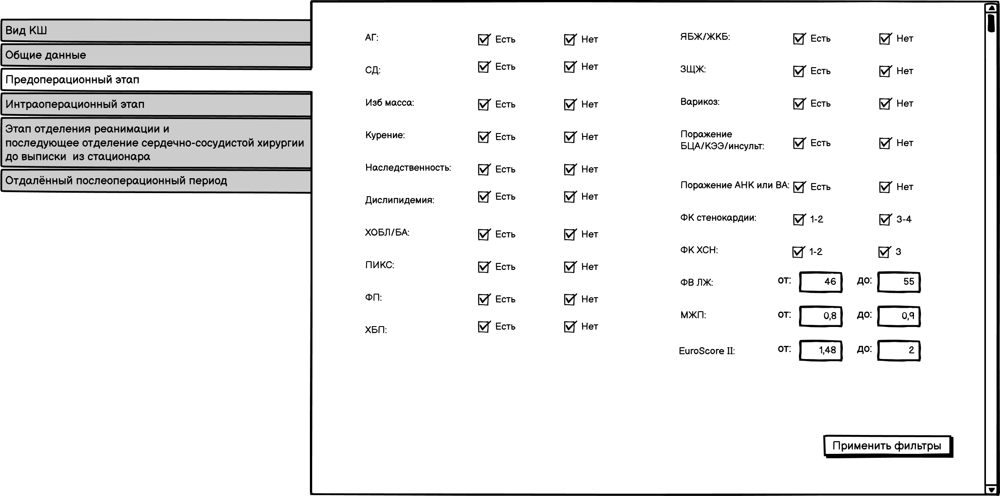 Вид КШ
Общие данные
Предоперационный этап
Интраоперационный этап
Этап отделения реанимации и
последующее отделение сердечно-сосудистой хирургии
до выписки из стационара
Отдалённый послеоперационный период
АГ: Есть Нет
СД: Есть Нет
Изб масса: Есть Нет
Курение: Есть Нет
Наследственность: Есть Нет
Дислипидемия: Есть Нет
ХОБЛ/БА: Есть Нет
ПИКС: Есть Нет
ФП: Есть Нет
ХБП: Есть Нет
ЯБЖ/ЖКБ: Есть Нет
ЗЩЖ: Есть Нет
Варикоз: Есть Нет
Поражение
БЦА/КЭЭ/инсульт: Есть Нет
Поражение АНК или ВА: Есть Нет
ФК стенокардии: 1-2 3-4
ФК ХСН: 1-2 3
ФВ ЛЖ: от: 46 до: 55
МЖП: от: 0,8 до: 0,9
EuroScore II: от: 1,48 до: 2
Применить фильтры